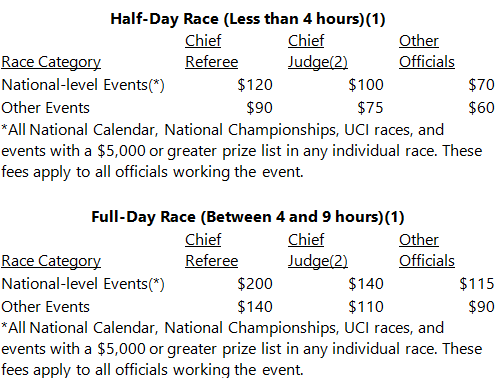 Half-Day Race (Less than 4 hours)(1)
Chief Chief Other
Race Category Referee Judge(2) Officials
National-level Events(*) $120 $100 $70
Other Events $90 $75 $60
*All National Calendar, National Championships, UCI races, and
events with a $5,000 or greater prize list in any individual race. These
fees apply to all officials working the event.
Full-Day Race (Between 4 and 9 hours)(1)
Chief Chief Other
Race Category Referee Judge(2) Officials
National-level Events(*) $200 $140 $115
Other Events $140 $110 $90
*All National Calendar, National Championships, UCI races, and
events with a $5,000 or greater prize list in any individual race. These
fees apply to all officials working the event.